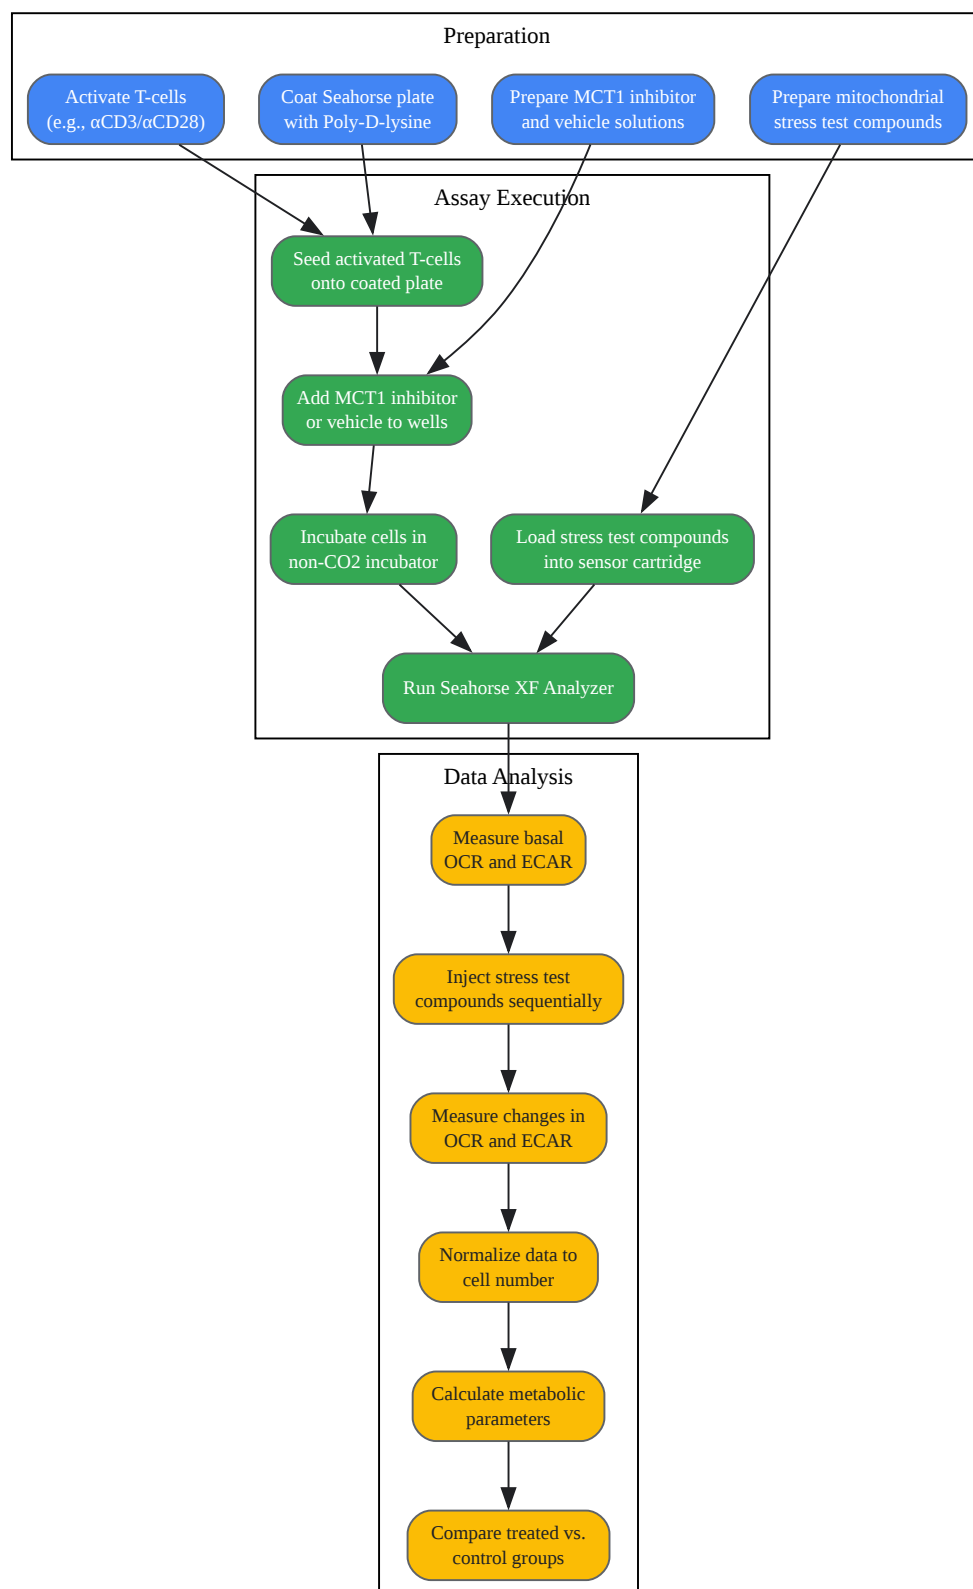 Preparation
Activate T-cells
(e.g., αCD3/αCD28)
Coat Seahorse plate
with Poly-D-lysine
Prepare MCT1 inhibitor
and vehicle solutions
Prepare mitochondrial
stress test compounds
Assay Execution
Seed activated T-cells
onto coated plate
Add MCT1 inhibitor
or vehicle to wells
Incubate cells in
non-CO2 incubator
Load stress test compounds
into sensor cartridge
Run Seahorse XF Analyzer
Data Analysis
Measure basal
OCR and ECAR
Inject stress test
compounds sequentially
Measure changes in
OCR and ECAR
Normalize data to
cell number
Calculate metabolic
parameters
Compare treated vs.
control groups